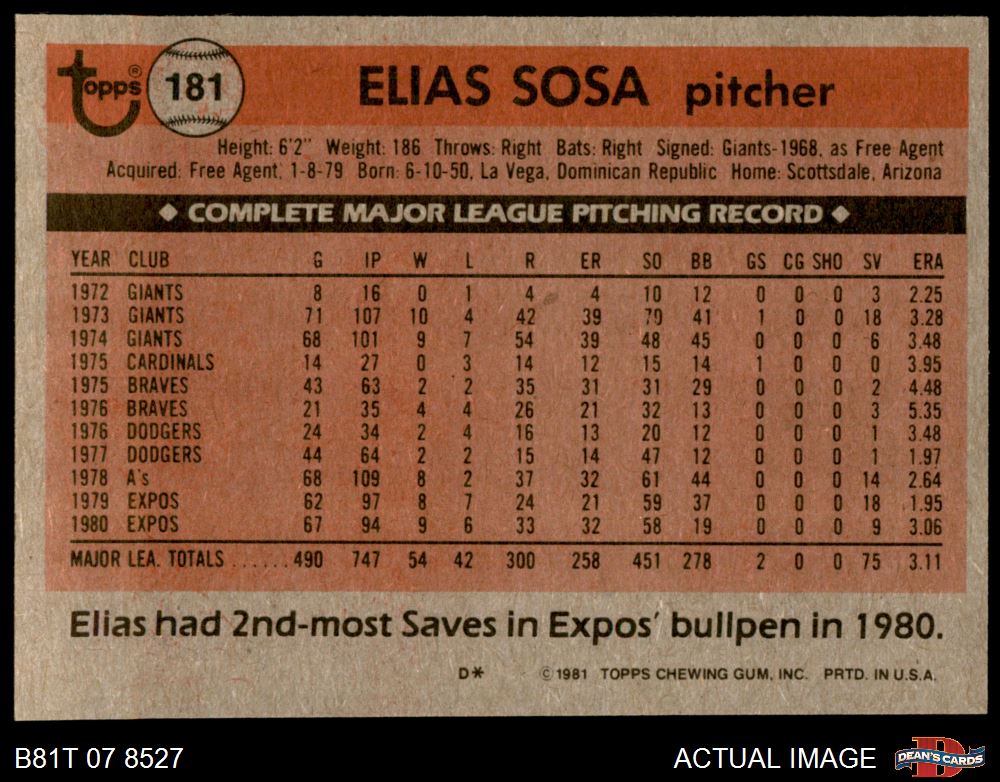 Topps® 181 ELIAS SOSA pitcher
Height: 6'2" Weight: 186 Throws: Right Bats: Right Signed: Giants-1968, as Free Agent
Acquired: Free Agent, 1-8-79 Born: 6-10-50, La Vega, Dominican Republic Home: Scottsdale, Arizona
◆ COMPLETE MAJOR LEAGUE PITCHING RECORD ◆
YEAR CLUB G IP W L R ER SO BB GS CG SHO SV ERA
1972 GIANTS 8 16 0 1 4 4 10 12 0 0 0 3 2.25
1973 GIANTS 71 107 10 4 42 39 70 41 1 0 0 18 3.28
1974 GIANTS 68 101 9 7 54 39 48 45 0 0 0 6 3.48
1975 CARDINALS 14 27 0 3 14 12 15 14 1 0 0 0 3.95
1975 BRAVES 43 63 2 2 35 31 31 29 0 0 0 2 4.48
1976 BRAVES 21 35 4 4 26 21 32 13 0 0 0 3 5.35
1976 DODGERS 24 34 2 4 16 13 20 12 0 0 0 1 3.48
1977 DODGERS 44 64 2 2 15 14 47 12 0 0 0 1 1.97
1978 A's 68 109 8 2 37 32 61 44 0 0 0 14 2.64
1979 EXPOS 62 97 8 7 24 21 59 37 0 0 0 18 1.95
1980 EXPOS 67 94 9 6 33 32 58 19 0 0 0 9 3.06
MAJOR LEA. TOTALS ......490 747 54 42 300 258 451 278 2 0 0 75 3.11
Elias had 2nd-most Saves in Expos' bullpen in 1980.
D* ©1981 TOPPS CHEWING GUM, INC. PRTD. IN U.S.A.
B81T 07 8527 ACTUAL IMAGE D DEAN'S CARDS